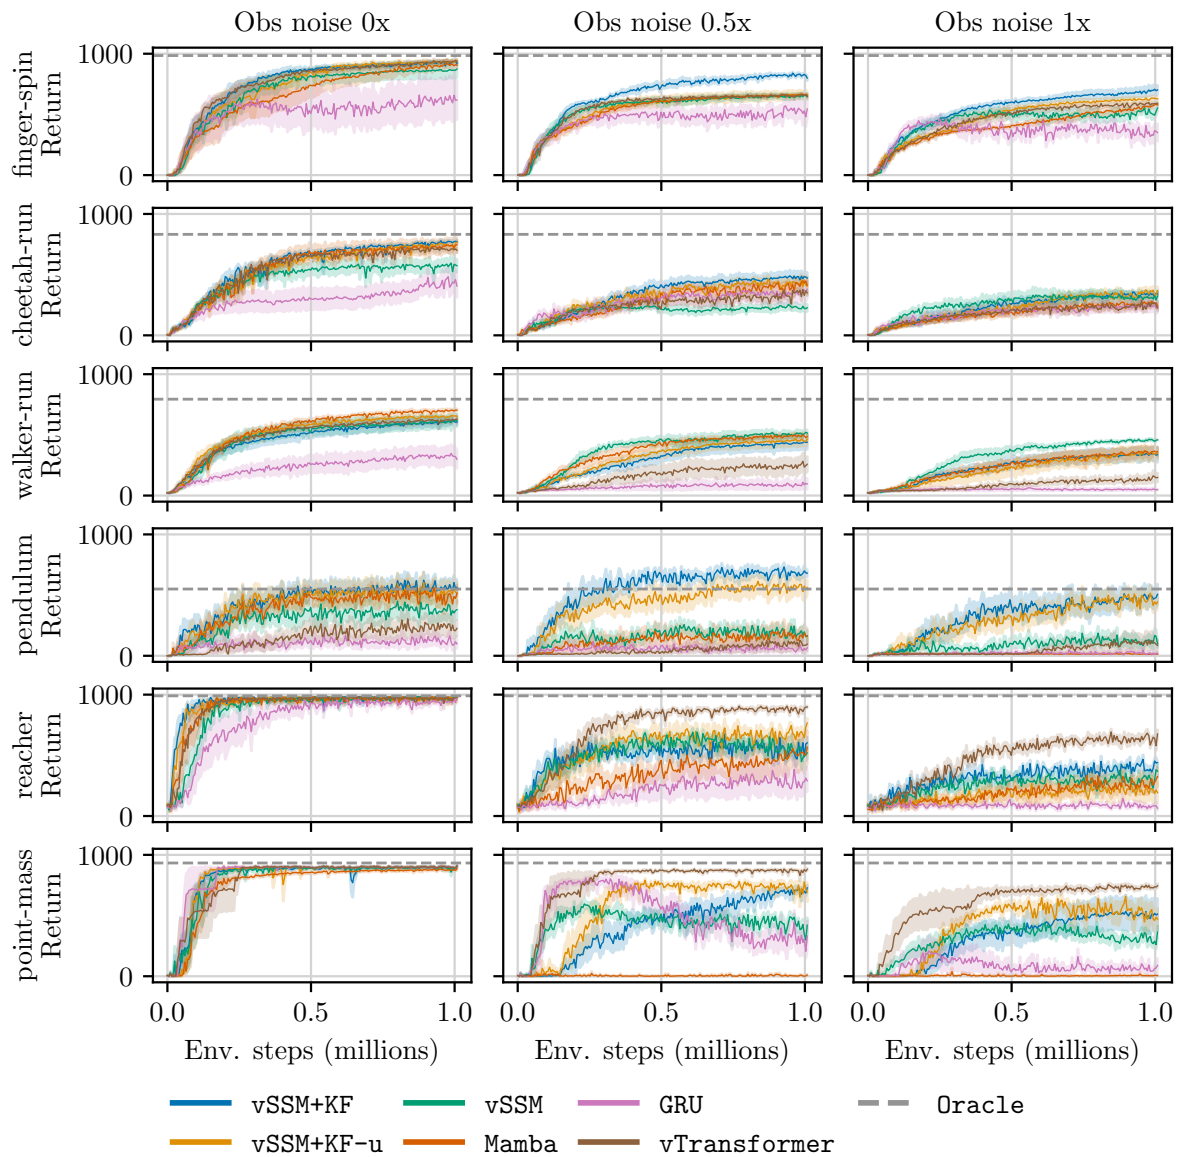 Obs noise 0x
Obs noise 0.5x
Obs noise 1x
finger-spin
Return
1000
0
cheetah-run
Return
1000
0
walker-run
Return
1000
0
pendulum
Return
1000
0
reacher
Return
1000
0
point-mass
Return
1000
0
0.0 0.5 1.0
0.0 0.5 1.0
0.0 0.5 1.0
Env. steps (millions)
Env. steps (millions)
Env. steps (millions)
vSSM+KF
vSSM
GRU
Oracle
vSSM+KF-u
Mamba
vTransformer